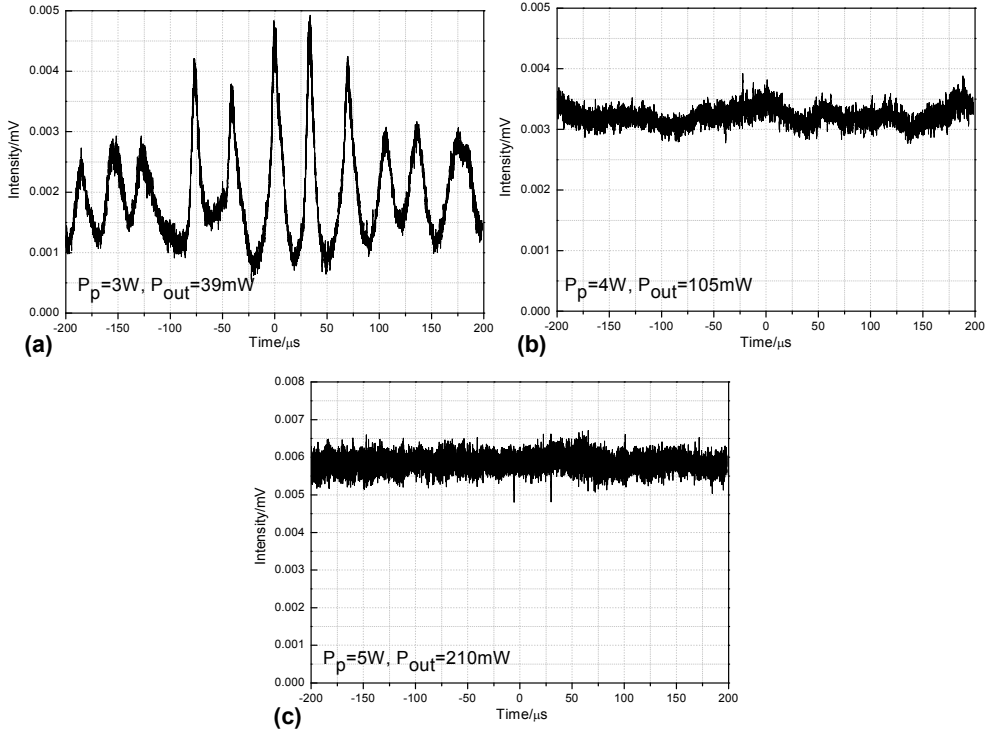 0.005
0.004
0.003
0.002
0.001
0.000
Intensity/mV
P_p=3W, P_out=39mW
-200 -150 -100 -50 0 50 100 150 200
Time/μs
(a)
0.005
0.004
0.003
0.002
0.003
0.000
Intensity/mV
P_p=4W, P_out=105mW
-200 -150 -100 -50 0 50 100 150 200
Time/μs
(b)
0.008
0.007
0.006
0.005
0.004
0.003
0.002
0.001
0.000
Intensity/mV
P_p=5W, P_out=210mW
-200 -150 -100 -50 0 50 100 150 200
Time/μs
(c)